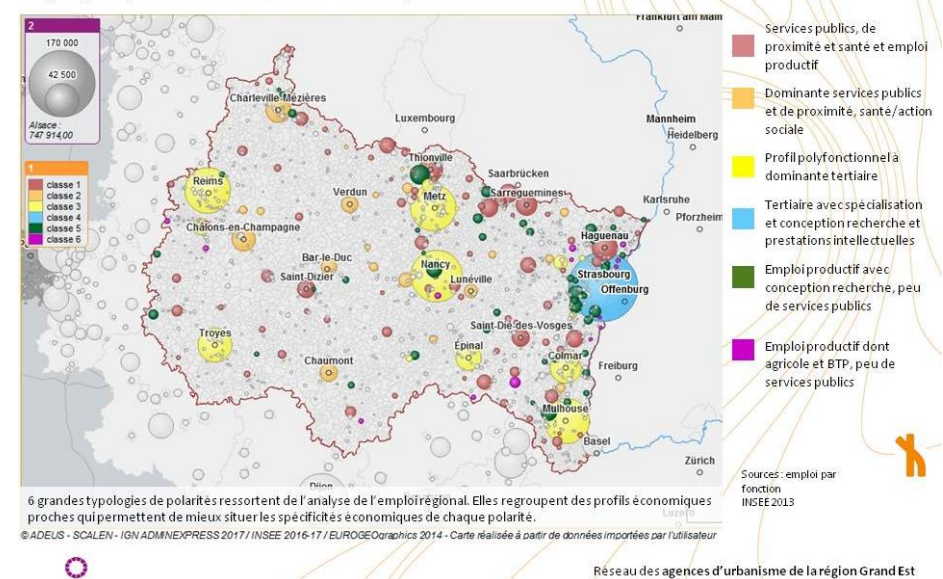 2
170 000
42 500
Alsace :
747 914,00
1
classe 1
classe 2
classe 3
classe 4
classe 5
classe 6
Frankfurt am Main
Charleville-Mézières
Luxembourg
Mannheim
Heidelberg
Thionville
Saarbrücken
Reims
Verdun
Metz
Sarreguemines
Karlsruhe
Pforzheim
Châlons-en-Champagne
Haguenau
Bar-le-Duc
Nancy
Strasbourg
Saint-Dizier
Lunéville
Offenburg
Troyes
Saint-Dié-des-Vosges
Épinal
Chaumont
Colmar
Freiburg
Mulhouse
Basel
Zürich
Dijon
Luzern
Services publics, de
proximité et santé et emploi
productif
Dominante services publics
et de proximité, santé/action
sociale
Profil polyfonctionnel à
dominante tertiaire
Tertiaire avec spécialisation
et conception recherche et
prestations intellectuelles
Emploi productif avec
conception recherche, peu
de services publics
Emploi productif dont
agricole et BTP, peu de
services publics
Sources : emploi par
fonction
INSEE 2013
6 grandes typologies de polarités ressortent de l'analyse de l'emploi régional. Elles regroupent des profils économiques
proches qui permettent de mieux situer les spécificités économiques de chaque polarité.
© ADEUS - SCALEN - IGN ADMINEXPRESS 2017 / INSEE 2016-17 / EUROGEOgraphics 2014 - Carte réalisée à partir de données importées par l'utilisateur
Réseau des agences d'urbanisme de la région Grand Est